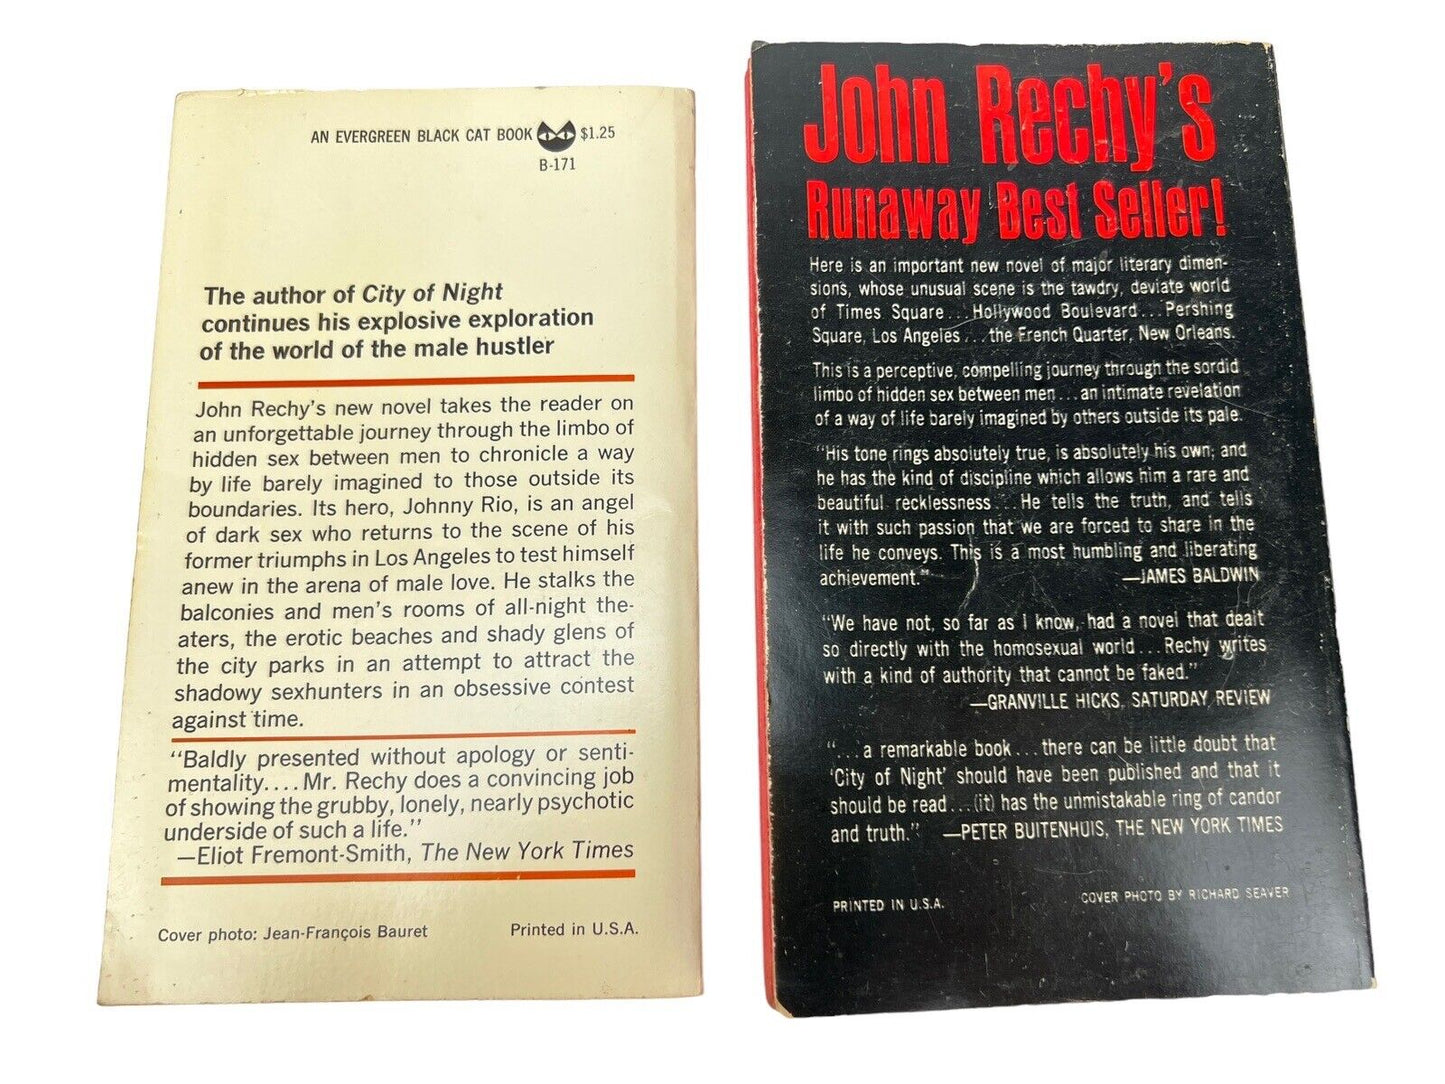 AN EVERGREEN BLACK CAT BOOK $1.25
B-171
The author of City of Night
continues his explosive exploration
of the world of the male hustler
John Rechy's new novel takes the reader on
an unforgettable journey through the limbo of
hidden sex between men to chronicle a way
by life barely imagined to those outside its
boundaries. Its hero, Johnny Rio, is an angel
of dark sex who returns to the scene of his
former triumphs in Los Angeles to test himself
anew in the arena of male love. He stalks the
balconies and men's rooms of all-night the-
aters, the erotic beaches and shady glens of
the city parks in an attempt to attract the
shadowy sexhunters in an obsessive contest
against time.
"Baldly presented without apology or senti-
mentality.... Mr. Rechy does a convincing job
of showing the grubby, lonely, nearly psychotic
underside of such a life."
—Eliot Fremont-Smith, The New York Times
Cover photo: Jean-François Bauret Printed in U.S.A.
John Rechy's
Runaway Best Seller!
Here is an important new novel of major literary dimen-
sions, whose unusual scene is the tawdry, deviate world
of Times Square...Hollywood Boulevard...Pershing
Square, Los Angeles...the French Quarter, New Orleans.
This is a perceptive, compelling journey through the sordid
limbo of hidden sex between men...an intimate revelation
of a way of life barely imagined by others outside its pale.
"His tone rings absolutely true, is absolutely his own; and
he has the kind of discipline which allows him a rare and
beautiful recklessness...He tells the truth, and tells
it with such passion that we are forced to share in the
life he conveys. This is a most humbling and liberating
achievement."
—JAMES BALDWIN
"We have not, so far as I know, had a novel that dealt
so directly with the homosexual world...Rechy writes
with a kind of authority that cannot be faked."
—GRANVILLE HICKS, SATURDAY REVIEW
"...a remarkable book...there can be little doubt that
'City of Night' should have been published and that it
should be read...(it) has the unmistakable ring of candor
and truth." —PETER BUITENHUIS, THE NEW YORK TIMES
PRINTED IN U.S.A. COVER PHOTO BY RICHARD SEAVER